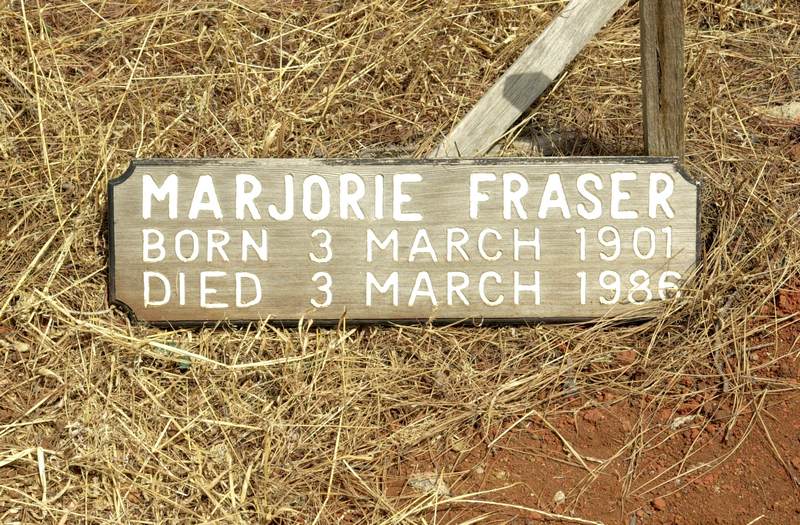 MARJORIE FRASER
BORN 3 MARCH 1901
DIED 3 MARCH 1986